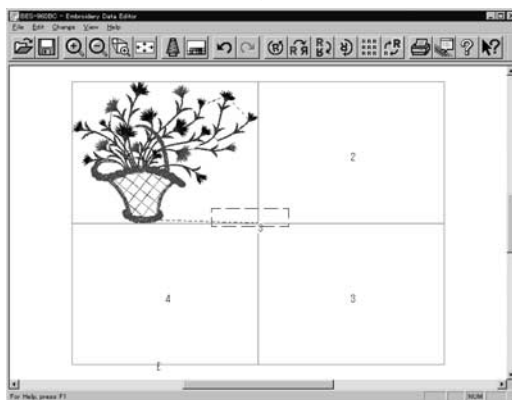 BES-960BC - Embroidery Data Editor
File Edit Change View Help
R R R R R R R
2
S
4 3
E
For Help, press F1
NUM